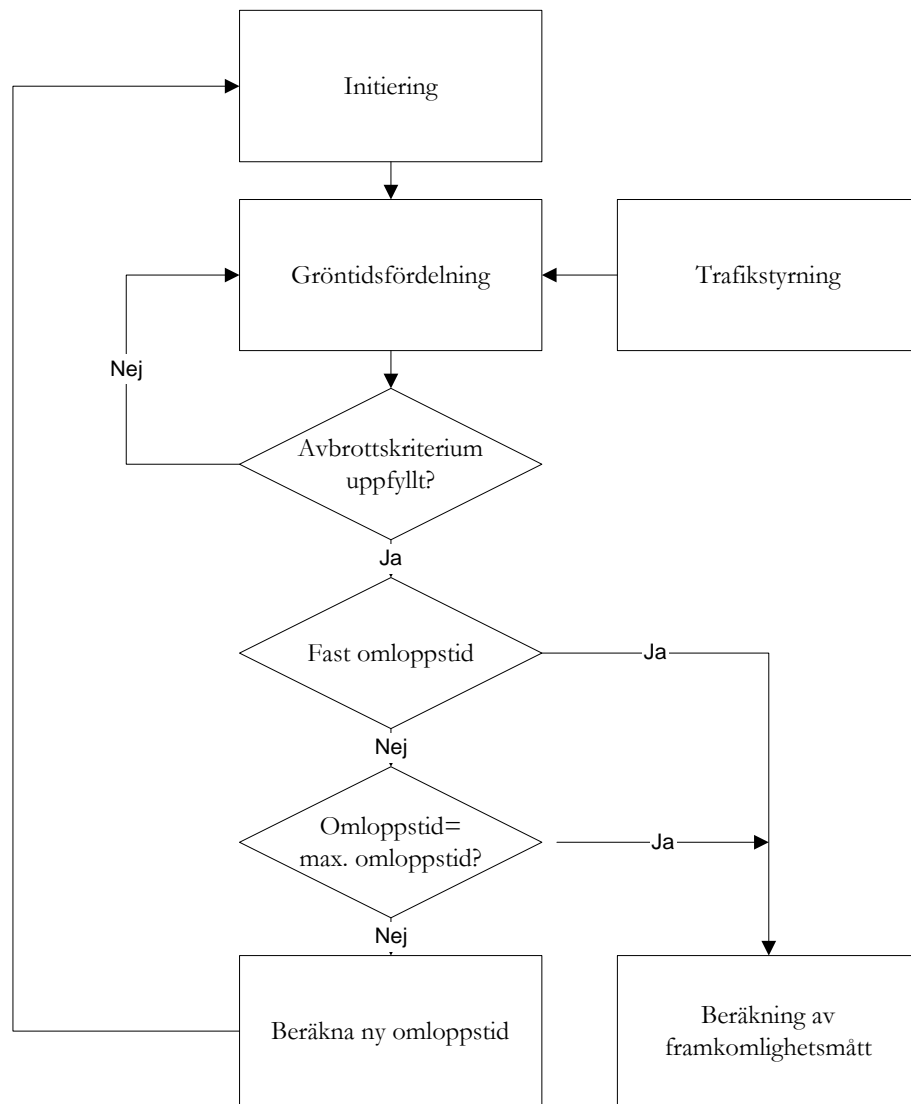 Initiering
Gröntidsfördelning
Trafikstyrning
Nej
Avbrottskriterium
uppfyllt?
Ja
Fast omloppstid
Ja
Nej
Omloppstid=
max. omloppstid?
Ja
Nej
Beräkna ny omloppstid
Beräkning av
framkomlighetsmått